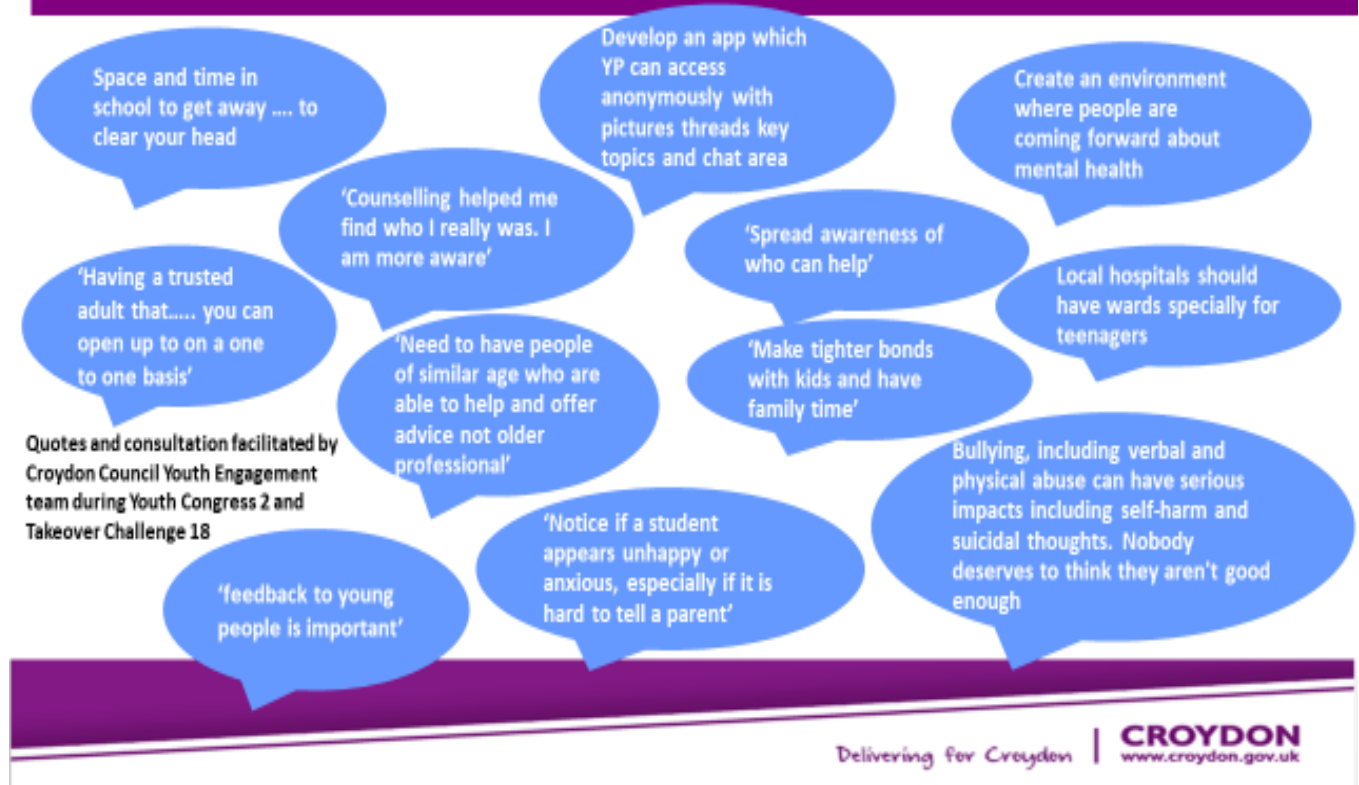 Space and time in
school to get away .... to
clear your head
Develop an app which
YP can access
anonymously with
pictures threads key
topics and chat area
Create an environment
where people are
coming forward about
mental health
‘Counselling helped me
find who I really was. I
am more aware’
‘Spread awareness of
who can help’
‘Having a trusted
adult that..... you can
open up to on a one
to one basis’
Local hospitals should
have wards specially for
teenagers
‘Need to have people
of similar age who are
able to help and offer
advice not older
professional’
‘Make tighter bonds
with kids and have
family time’
Quotes and consultation facilitated by
Croydon Council Youth Engagement
team during Youth Congress 2 and
Takeover Challenge 18
Bullying, including verbal and
physical abuse can have serious
impacts including self-harm and
suicidal thoughts. Nobody
deserves to think they aren't good
enough
‘Notice if a student
appears unhappy or
anxious, especially if it is
hard to tell a parent’
‘feedback to young
people is important’
Delivering for Croydon
CROYDON
www.croydon.gov.uk